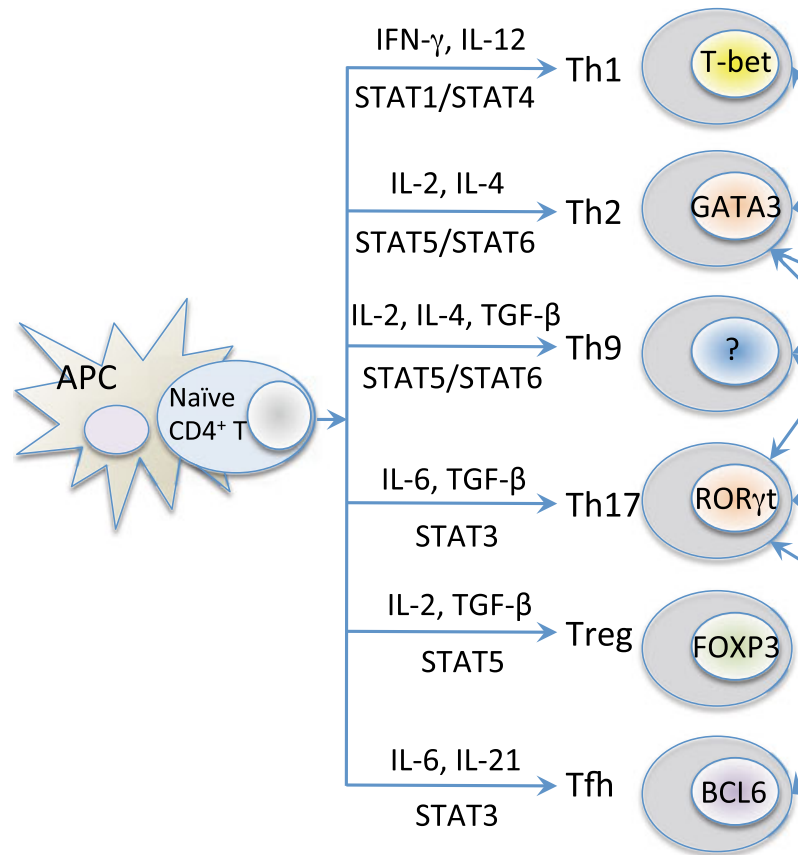 IFN-γ, IL-12
Th1
T-bet
STAT1/STAT4
IL-2, IL-4
Th2
GATA3
STAT5/STAT6
IL-2, IL-4, TGF-β
Th9
?
STAT5/STAT6
APC
Naïve
CD4⁺ T
IL-6, TGF-β
Th17
RORγt
STAT3
IL-2, TGF-β
Treg
FOXP3
STAT5
IL-6, IL-21
Tfh
BCL6
STAT3